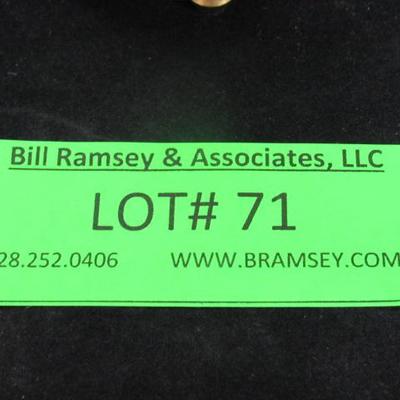 Bill Ramsey & Associates, LLC
LOT# 71
28.252.0406 WWW.BRAMSEY.COM